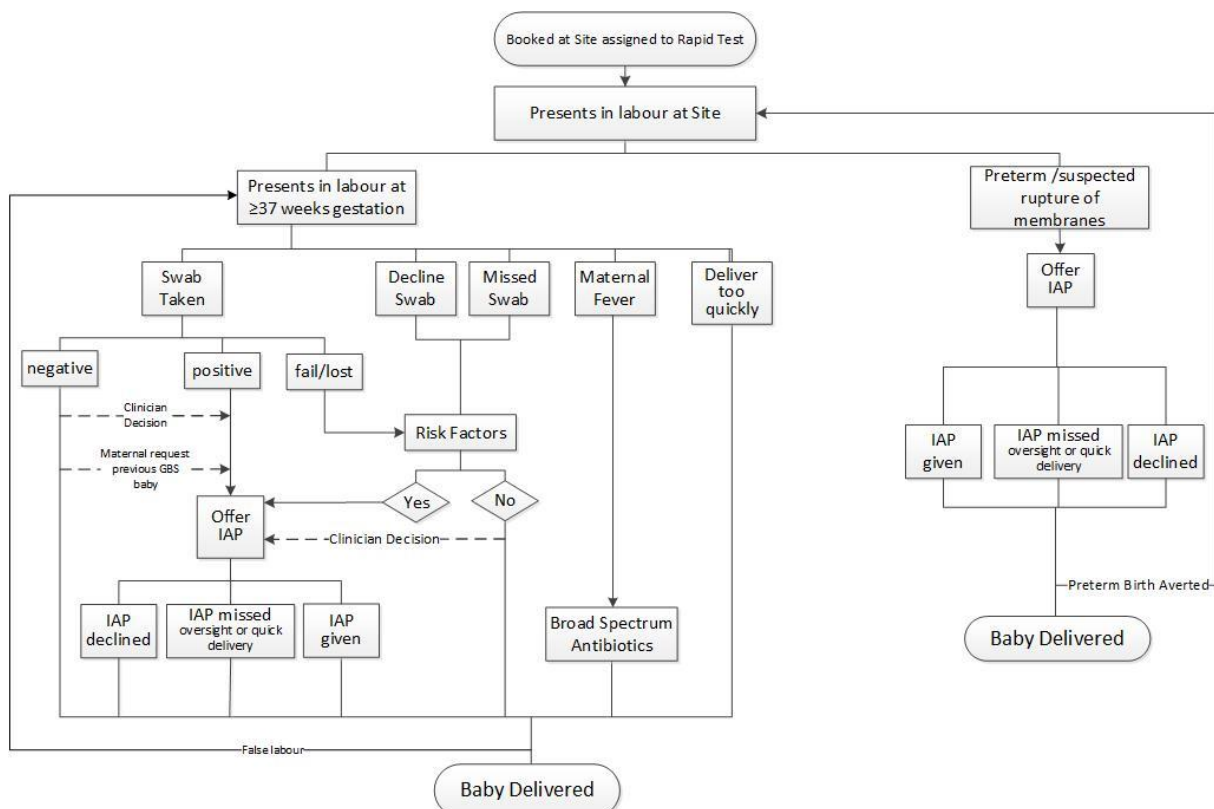 Booked at Site assigned to Rapid Test
Presents in labour at Site
Presents in labour at
≥37 weeks gestation
Preterm /suspected
rupture of
membranes
Swab
Taken
Decline
Swab
Missed
Swab
Maternal
Fever
Deliver
too
quickly
Offer
IAP
negative
positive
fail/lost
Clinician
Decision
Risk Factors
IAP
given
IAP missed
oversight or quick
delivery
IAP
declined
Maternal request
previous GBS
baby
Yes
No
Offer
IAP
Clinician Decision
IAP
declined
IAP missed
oversight or quick
delivery
IAP
given
Broad Spectrum
Antibiotics
Preterm Birth Averted
Baby Delivered
False labour
Baby Delivered